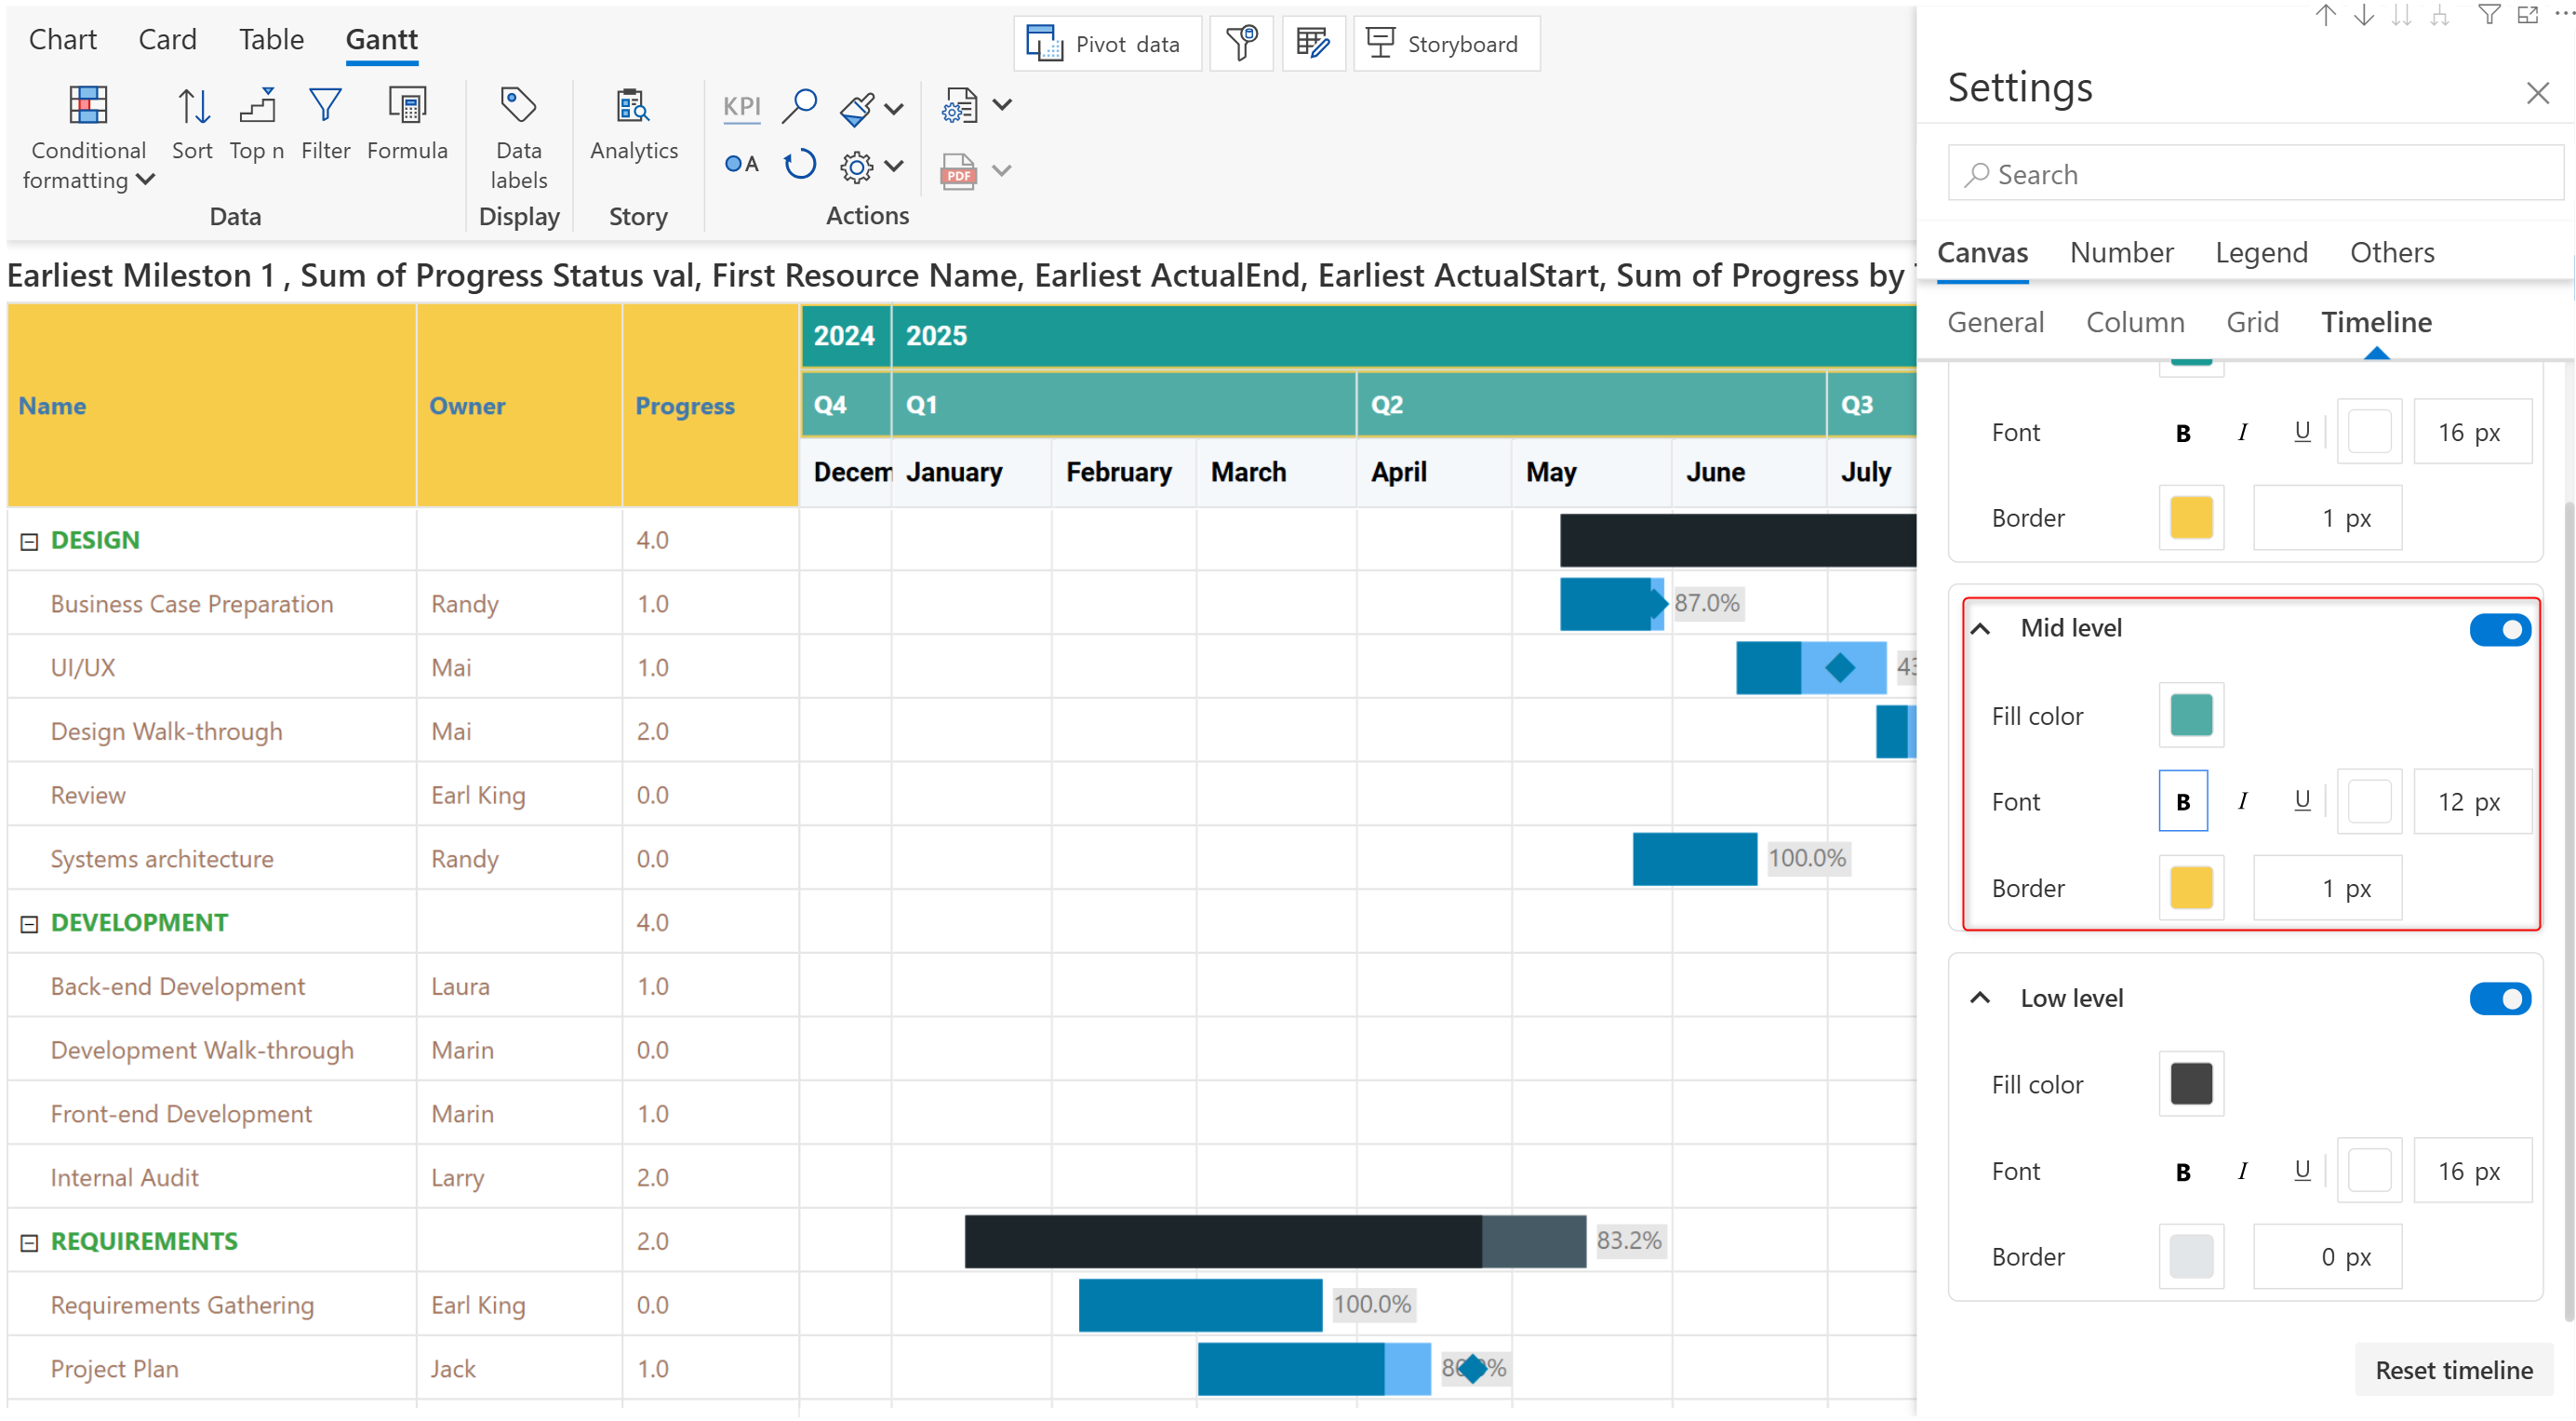 Chart Card Table Gantt
Pivot data Storyboard
Conditional formatting
Sort
Top n
Filter
Formula
Data labels
Analytics
KPI
A
PDF
Data Display Story Actions
Earliest Mileston 1 , Sum of Progress Status val, First Resource Name, Earliest ActualEnd, Earliest ActualStart, Sum of Progress by
Name Owner Progress
2024 2025
Q4 Q1 Q2 Q3
Decem January February March April May June July
DESIGN 4.0
Business Case Preparation Randy 1.0 87.0%
UI/UX Mai 1.0 43
Design Walk-through Mai 2.0
Review Earl King 0.0
Systems architecture Randy 0.0 100.0%
DEVELOPMENT 4.0
Back-end Development Laura 1.0
Development Walk-through Marin 0.0
Front-end Development Marin 1.0
Internal Audit Larry 2.0
REQUIREMENTS 2.0 83.2%
Requirements Gathering Earl King 0.0 100.0%
Project Plan Jack 1.0
Settings
Search
Canvas Number Legend Others
General Column Grid Timeline
Font B I U 16 px
Border 1 px
Mid level
Fill color
Font B I U 12 px
Border 1 px
Low level
Fill color
Font B I U 16 px
Border 0 px
Reset timeline